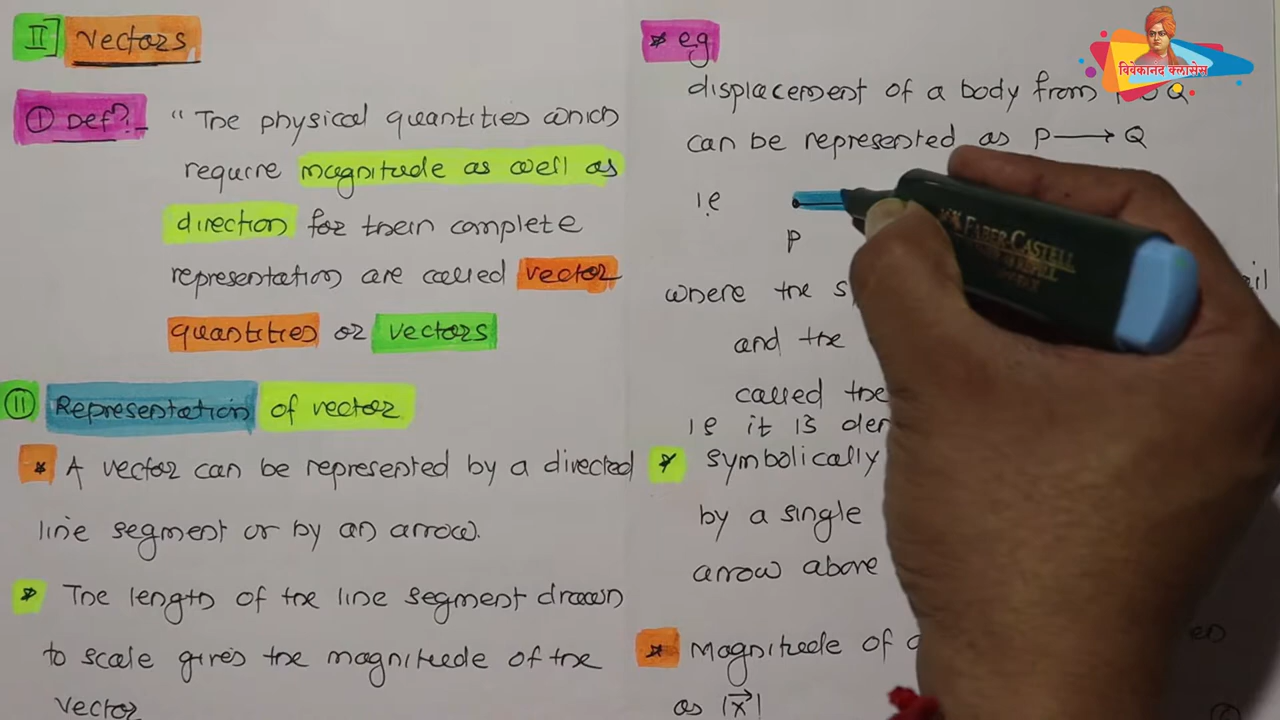 II] vectors
① Def? "The physical quantities which
require magnitude as well as
direction for their complete
representation are called vector
quantities or vectors
II Representation of vector
* A vector can be represented by a directed
line segment or by an arrow.
* The length of the line segment drawn
to scale gives the magnitude of the
vector
* eg
displacement of a body from Q
can be represented as P → Q
i.e
P
where the
and the
called the
ie it is
* symbolically
by a single
arrow above
* Magnitude of
as |x⃗|
विवेकानंद क्लासेस
FABER-CASTELL